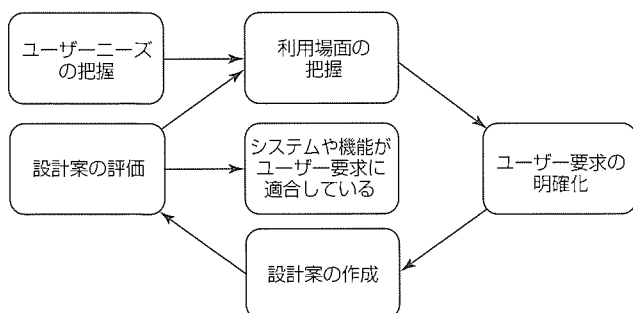 ユーザーニーズ
の把握
利用場面の
把握
設計案の評価
システムや機能が
ユーザー要求に
適合している
ユーザー要求の
明確化
設計案の作成